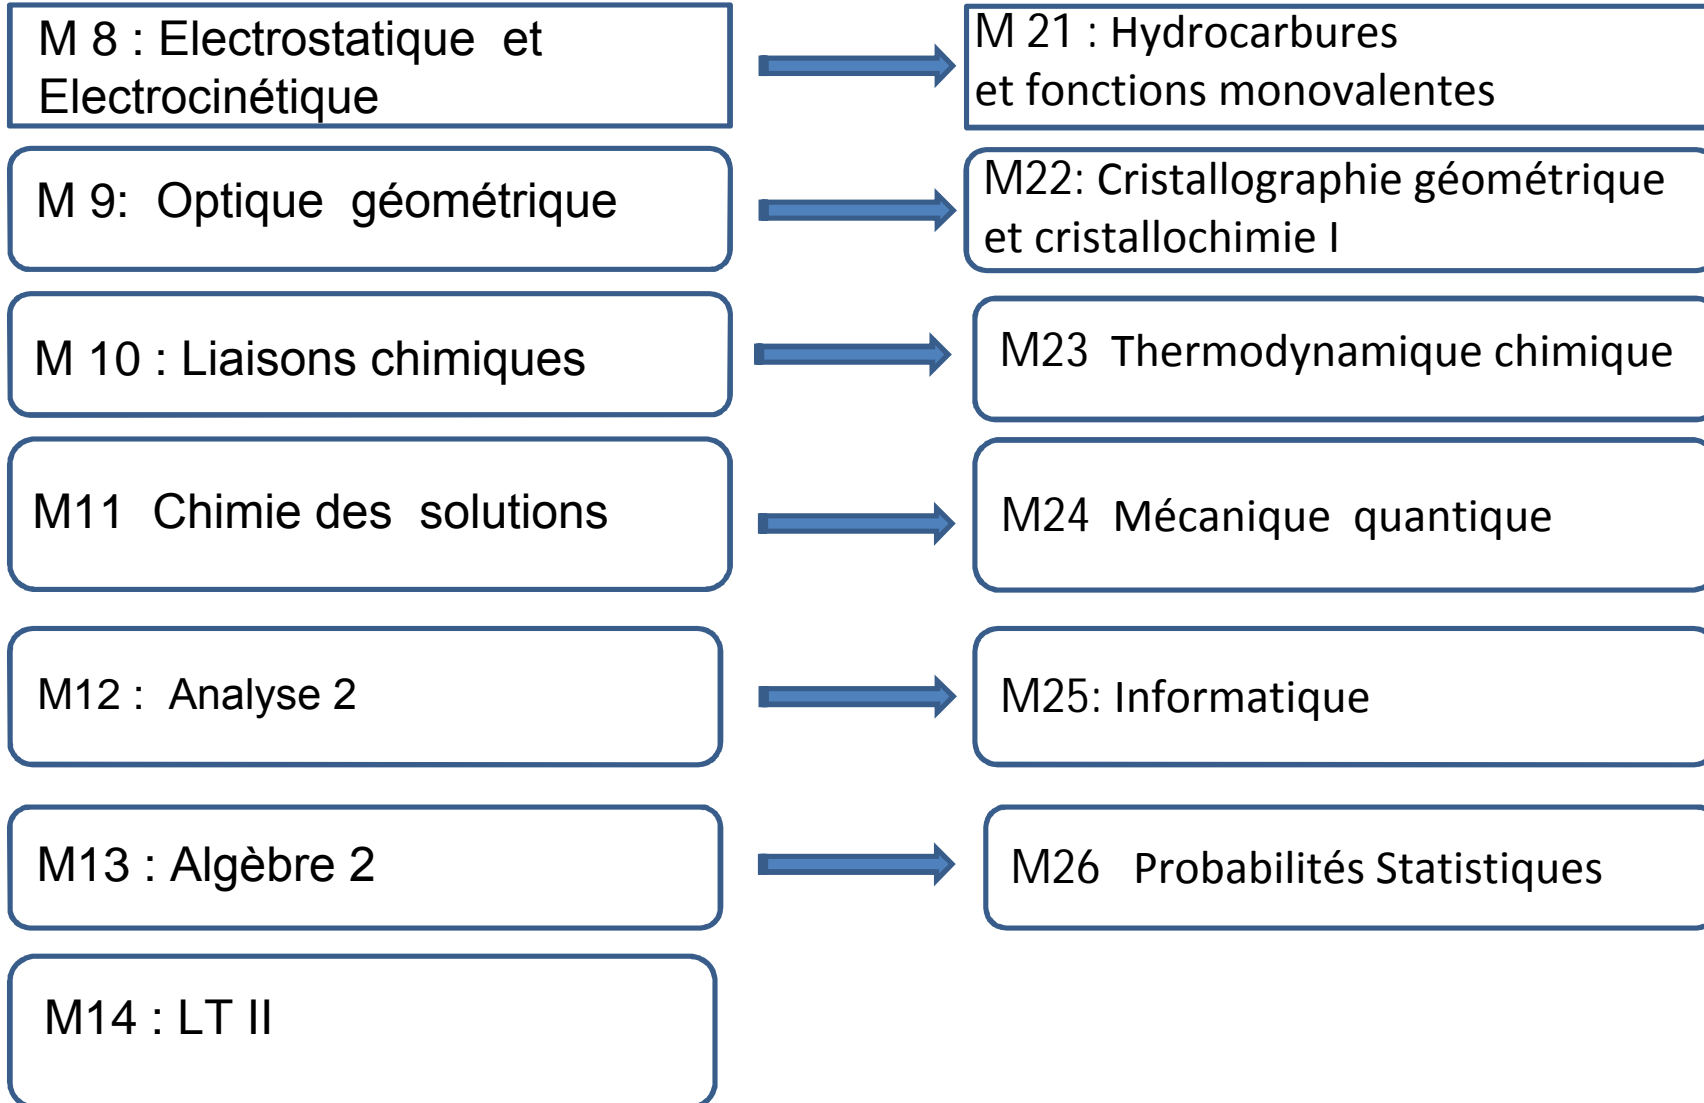 M 8 : Electrostatique et
Electrocinétique
M 21 : Hydrocarbures
et fonctions monovalentes
M 9: Optique géométrique
M22: Cristallographie géométrique
et cristallochimie I
M 10 : Liaisons chimiques
M23 Thermodynamique chimique
M11 Chimie des solutions
M24 Mécanique quantique
M12 : Analyse 2
M25: Informatique
M13 : Algèbre 2
M26 Probabilités Statistiques
M14 : LT II